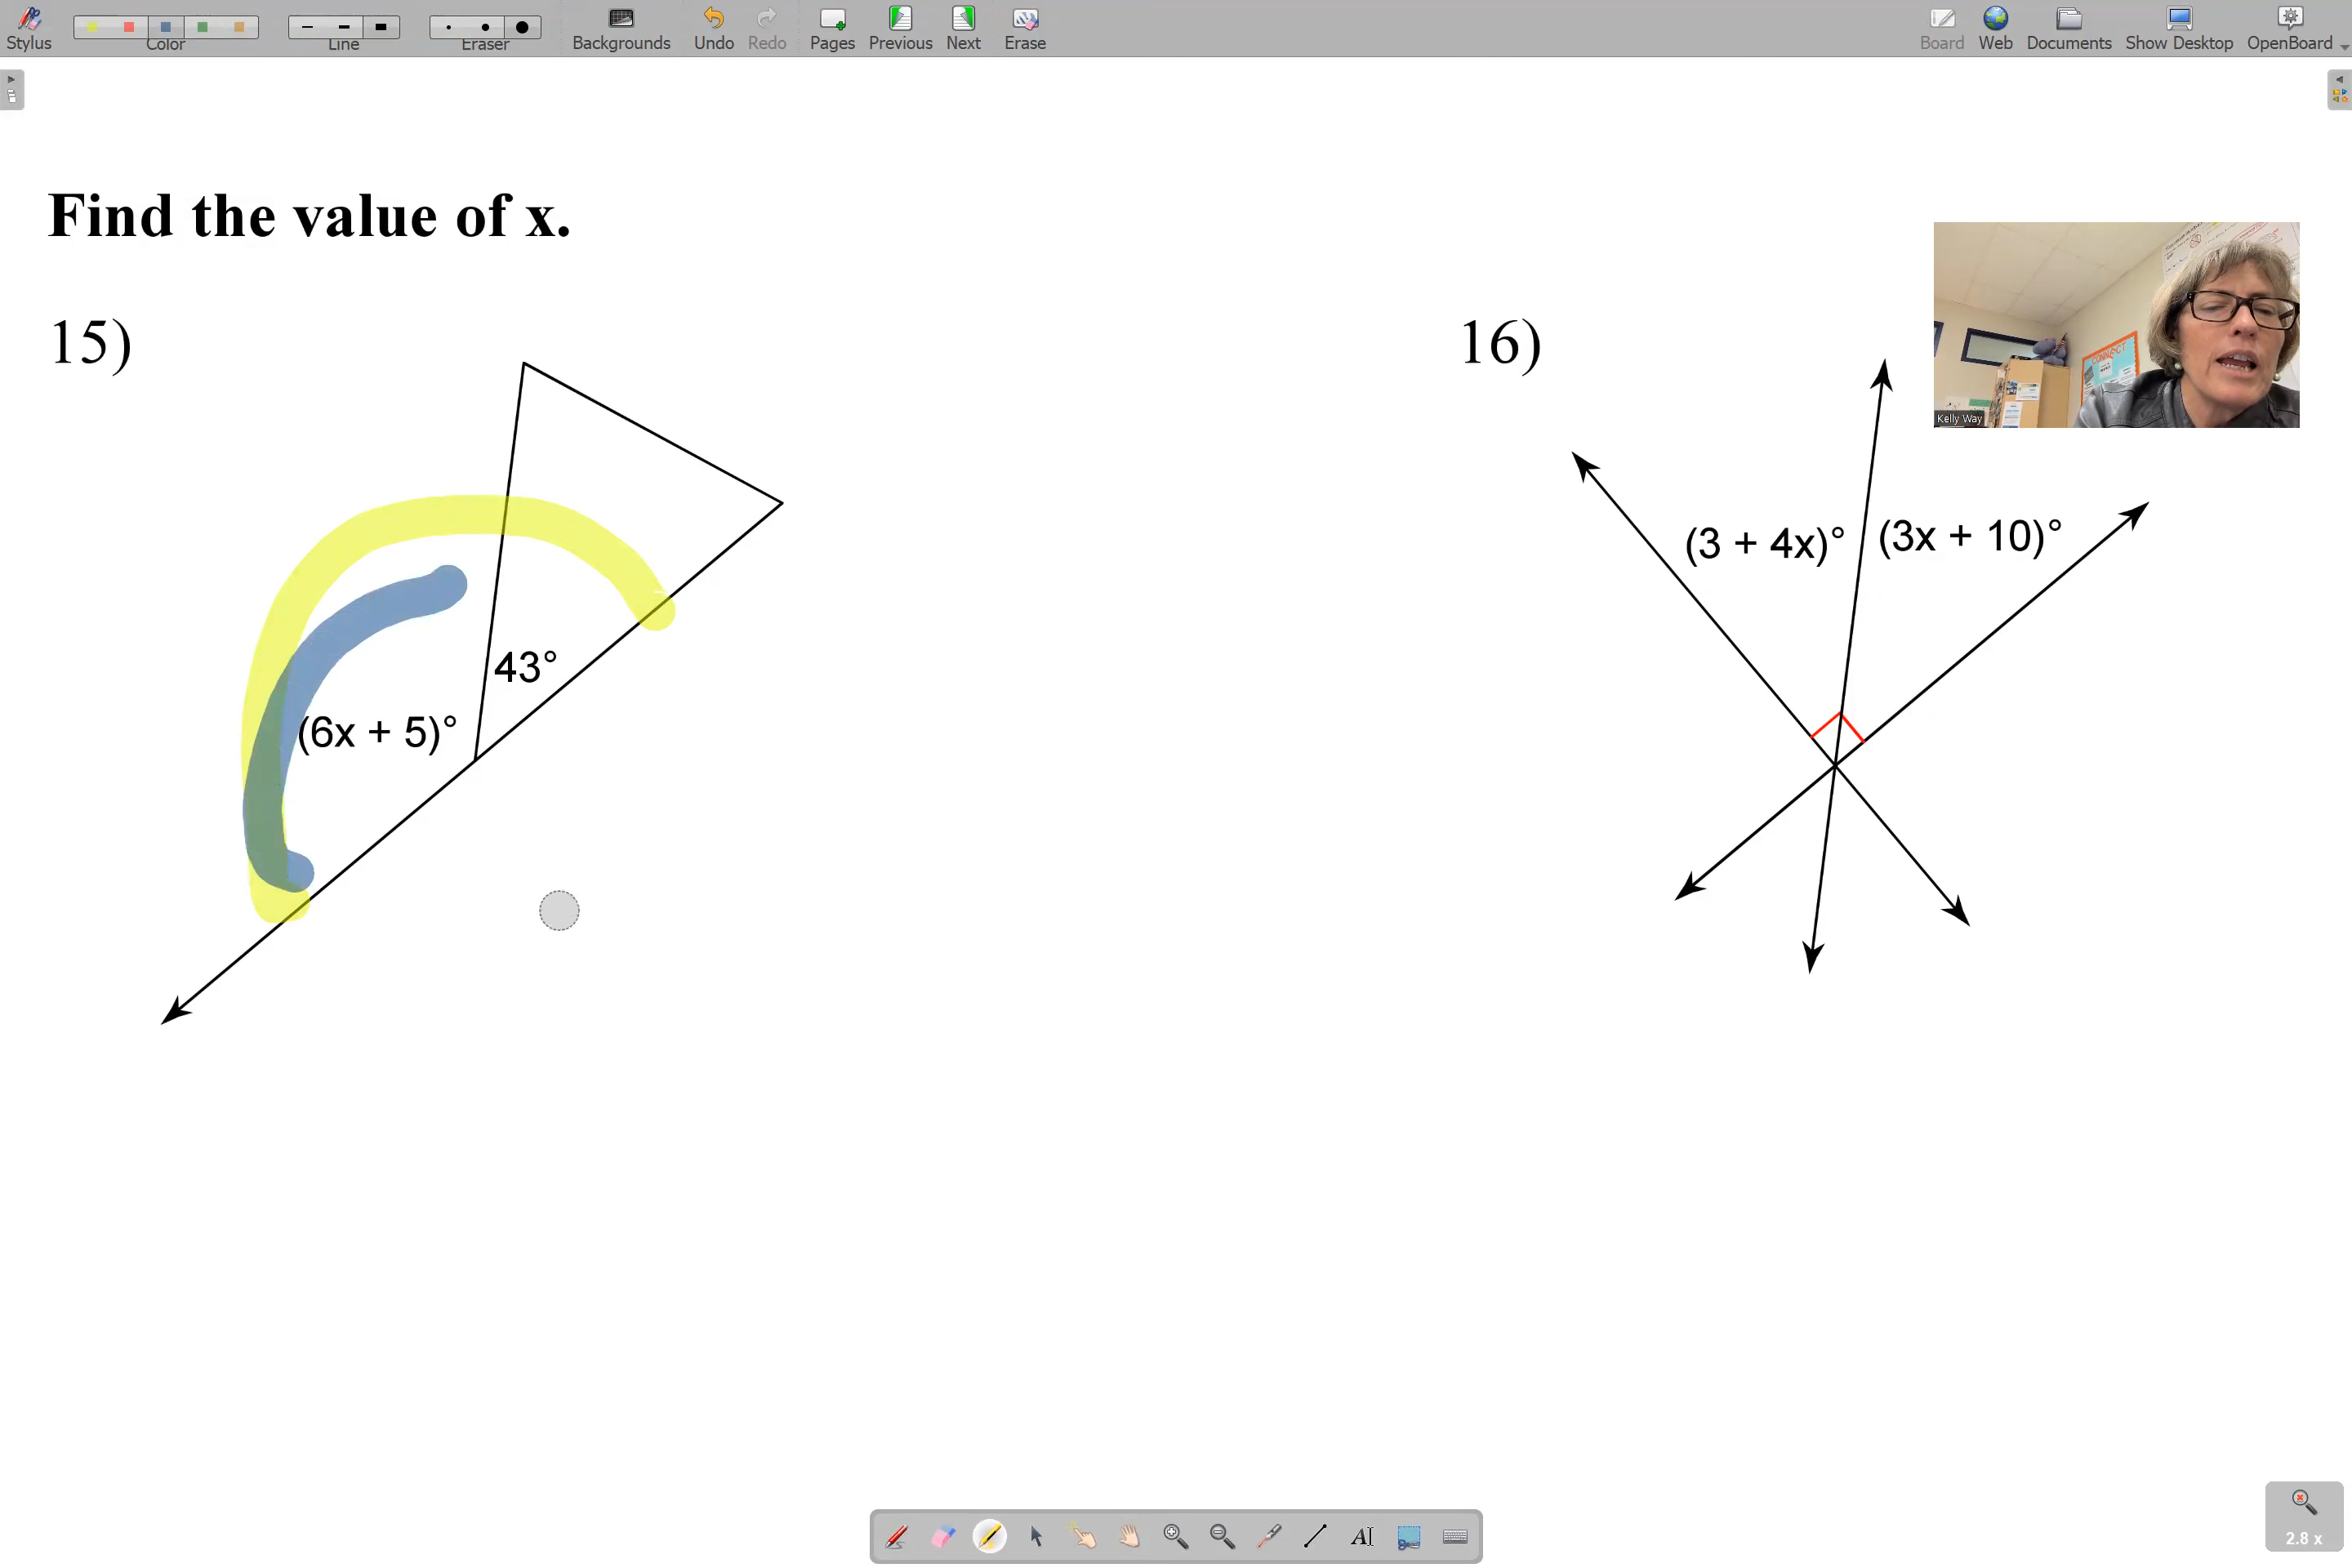 Stylus Color Line Eraser Backgrounds Undo Redo Pages Previous Next Erase Board Web Documents Show Desktop OpenBoard
Find the value of x.
15)
43°
(6x + 5)°
16)
(3 + 4x)° (3x + 10)°
CONNECT
Kelly Way
2.8 x